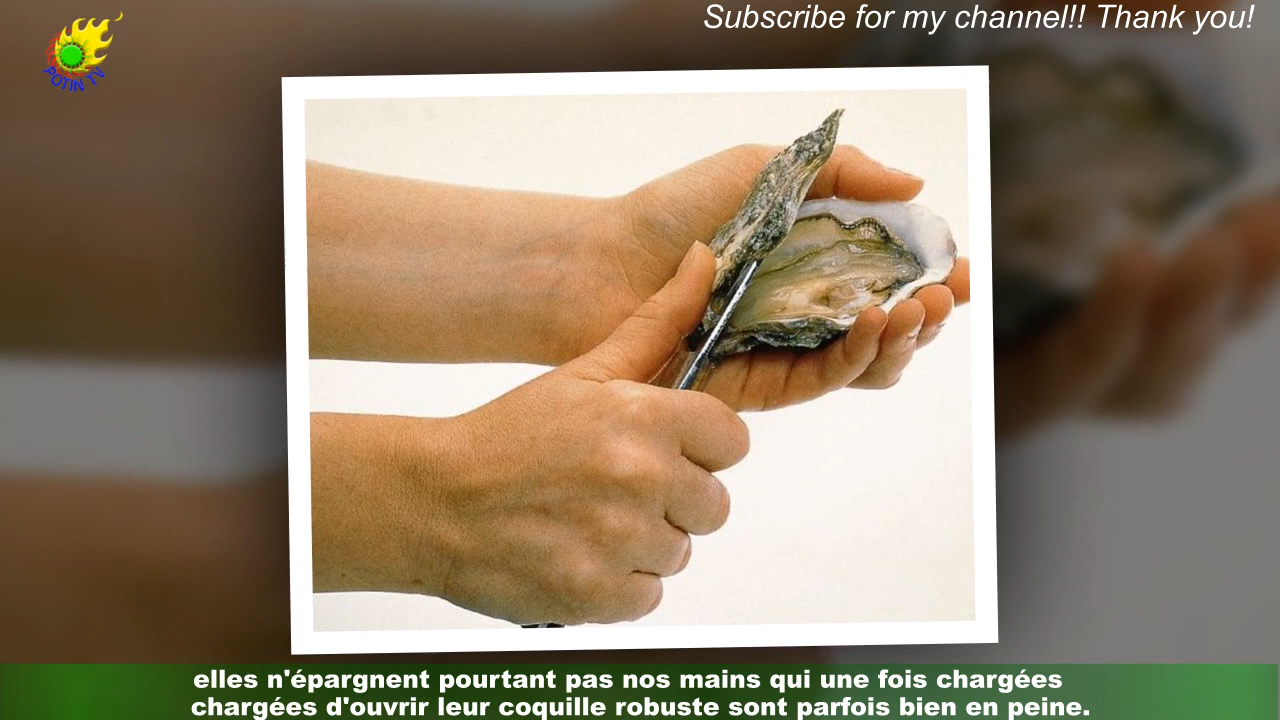 Subscribe for my channel!! Thank you!
POTIN TV
elles n'épargnent pourtant pas nos mains qui une fois chargées
chargées d'ouvrir leur coquille robuste sont parfois bien en peine.